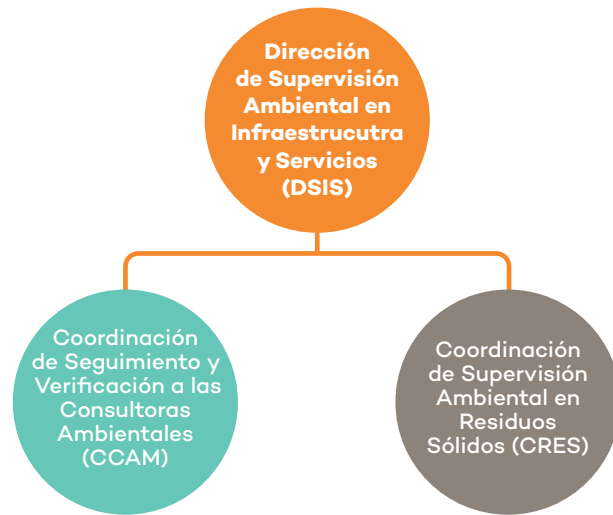 Dirección
de Supervisión
Ambiental en
Infraestrucutra
y Servicios
(DSIS)
Coordinación
de Seguimiento y
Verificación a las
Consultoras
Ambientales
(CCAM)
Coordinación
de Supervisión
Ambiental en
Residuos
Sólidos (CRES)